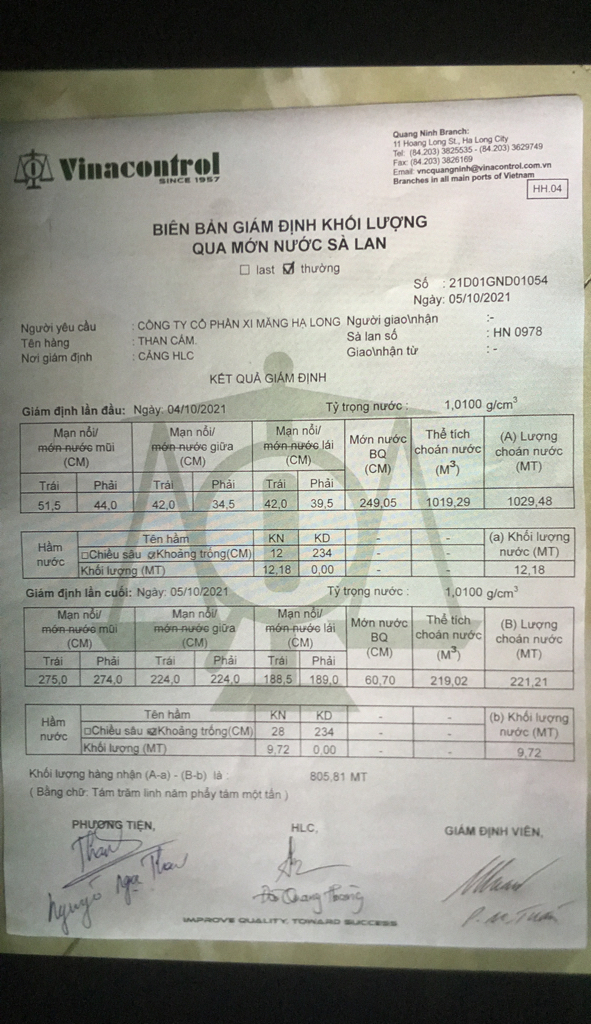 Vinacontrol
SINCE 1957
Quang Ninh Branch:
11 Hoang Long St., Ha Long City
Tel: (84.203) 3825535 - (84.203) 3629749
Fax: (84.203) 3826169
Email: vncquangninh@vinacontrol.com.vn
Branches in all main ports of Vietnam
HH.04
BIÊN BẢN GIÁM ĐỊNH KHỐI LƯỢNG
QUA MỚN NƯỚC SÀ LAN
last thường
Số : 21D01GND01054
Ngày: 05/10/2021
Người yêu cầu : CÔNG TY CỔ PHẦN XI MĂNG HẠ LONG Người giao\nhận :-
Tên hàng : THAN CÁM. Sà lan số : HN 0978
Nơi giám định : CẢNG HLC Giao\nhận từ : -
KẾT QUẢ GIÁM ĐỊNH
Giám định lần đầu: Ngày: 04/10/2021 Tỷ trọng nước : 1,0100 g/cm3
Mạn nổi/ Mạn nổi/ Mạn nổi/ Mớn nước Thể tích (A) Lượng
món nước mũi món nước giữa món nước lái BQ choán nước choán nước
(CM) (CM) (CM) (CM) (M3) (MT)
Trái Phải Trái Phải Trái Phải
51,5 44,0 42,0 34,5 42,0 39,5 249,05 1019,29 1029,48
Hầm nước Tên hầm KN KD - - (a) Khối lượng
□Chiều sâu ☑Khoảng trống(CM) 12 234 - - nước (MT)
Khối lượng (MT) 12,18 0,00 - - 12,18
Giám định lần cuối: Ngày: 05/10/2021 Tỷ trọng nước : 1,0100 g/cm3
Mạn nổi/ Mạn nổi/ Mạn nổi/ Mớn nước Thể tích (B) Lượng
món nước mũi món nước giữa món nước lái BQ choán nước choán nước
(CM) (CM) (CM) (CM) (M3) (MT)
Trái Phải Trái Phải Trái Phải
275,0 274,0 224,0 224,0 188,5 189,0 60,70 219,02 221,21
Hầm nước Tên hầm KN KD - - (b) Khối lượng
□Chiều sâu ☑Khoảng trống(CM) 28 234 - - nước (MT)
Khối lượng (MT) 9,72 0,00 - - 9,72
Khối lượng hàng nhận (A-a) - (B-b) là : 805,81 MT
( Bằng chữ: Tám trăm linh năm phẩy tám một tấn )
PHƯƠNG TIỆN, HLC, GIÁM ĐỊNH VIÊN,
IMPROVE QUALITY, TOWARD SUCCESS